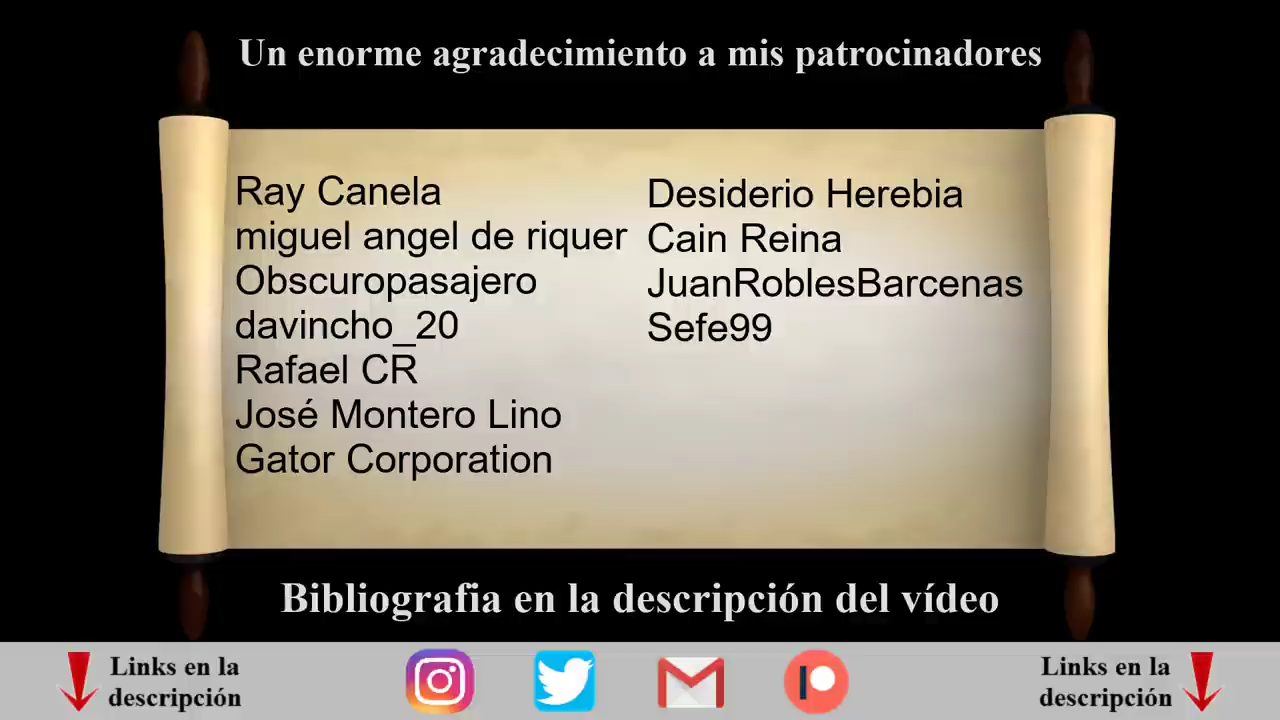 Un enorme agradecimiento a mis patrocinadores
Ray Canela
miguel angel de riquer
Obscuropasajero
davincho_20
Rafael CR
José Montero Lino
Gator Corporation
Desiderio Herebia
Cain Reina
JuanRoblesBarcenas
Sefe99
Bibliografia en la descripción del vídeo
Links en la
descripción
Links en la
descripción